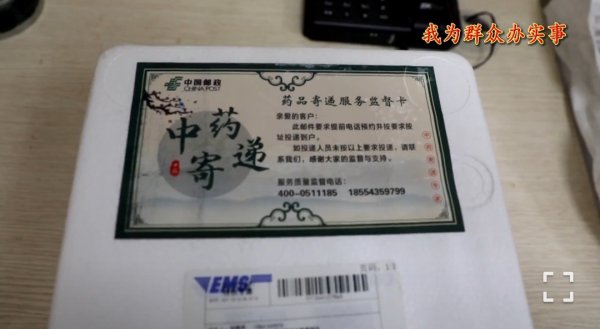 我为群众办实事
中国邮政
CHINA POST
药品寄递服务监督卡
亲爱的客户:
此邮件要求提前电话预约并按要求按
址投递到户。
如投递人员未按以上要求投递,请联
系我们,感谢大家的监督与支持。
服务质量监督电话:
400-0511185 18554359799
中药
寄递
EMS